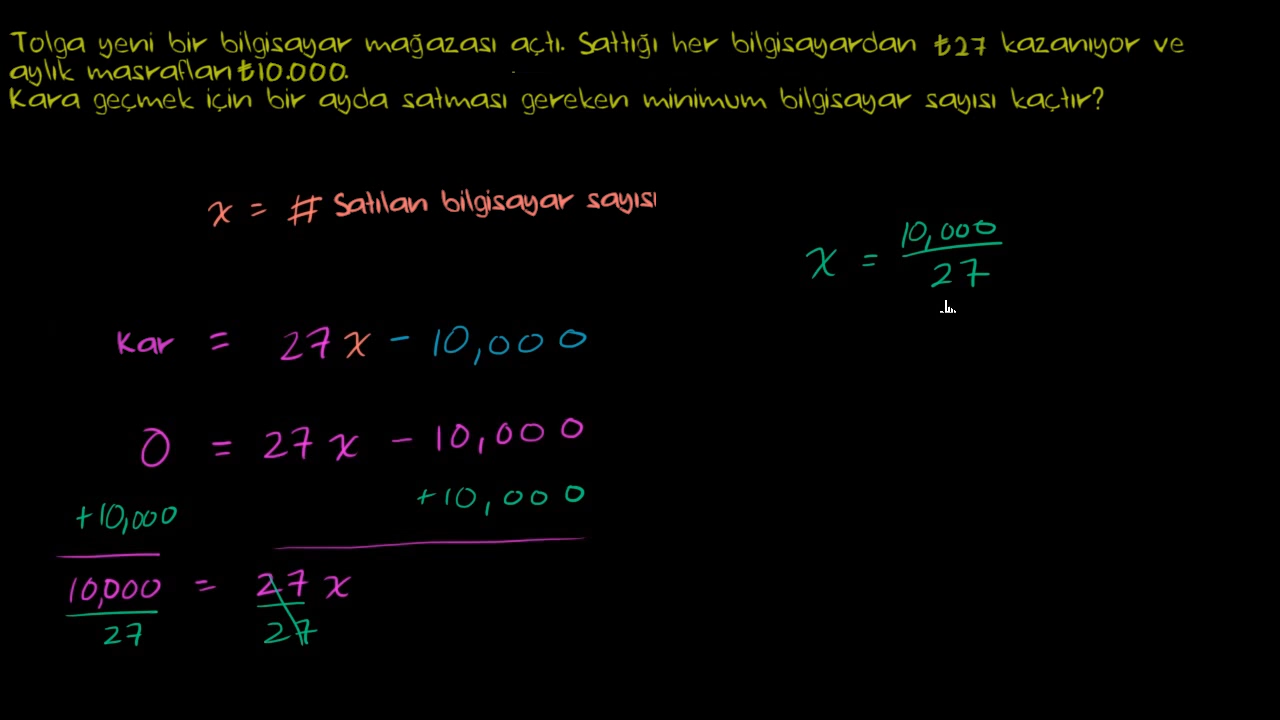 Tolga yeni bir bilgisayar mağazası açtı. Sattığı her bilgisayardan ₺27 kazanıyor ve
aylık masrafları ₺10.000.
Kara geçmek için bir ayda satması gereken minimum bilgisayar sayısı kaçtır?
x = # Satılan bilgisayar sayısı
x = 10,000 / 27
Kar = 27x - 10,000
0 = 27x - 10,000
+10,000 +10,000
10,000 = 27x
27 27